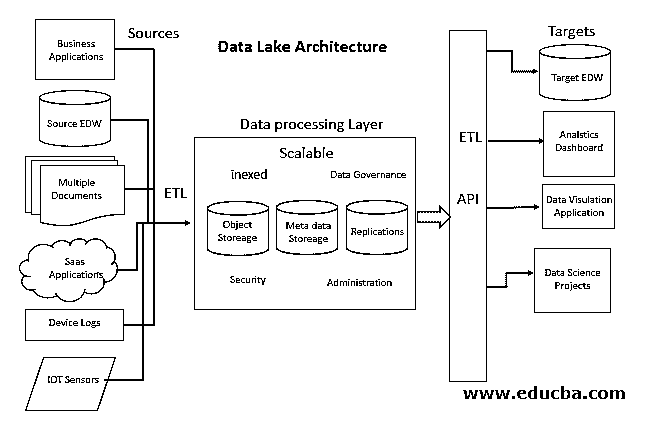 Sources
Data Lake Architecture
Targets
Business
Applications
Source EDW
Multiple
Documents
Saas
Applications
Device Logs
IOT Sensors
ETL
Data processing Layer
Scalable
inexed
Data Governance
Object
Storeage
Meta data
Storeage
Replications
Security
Administration
ETL
API
Target EDW
Analstics
Dashboard
Data Visulation
Application
Data Science
Projects
www.educba.com